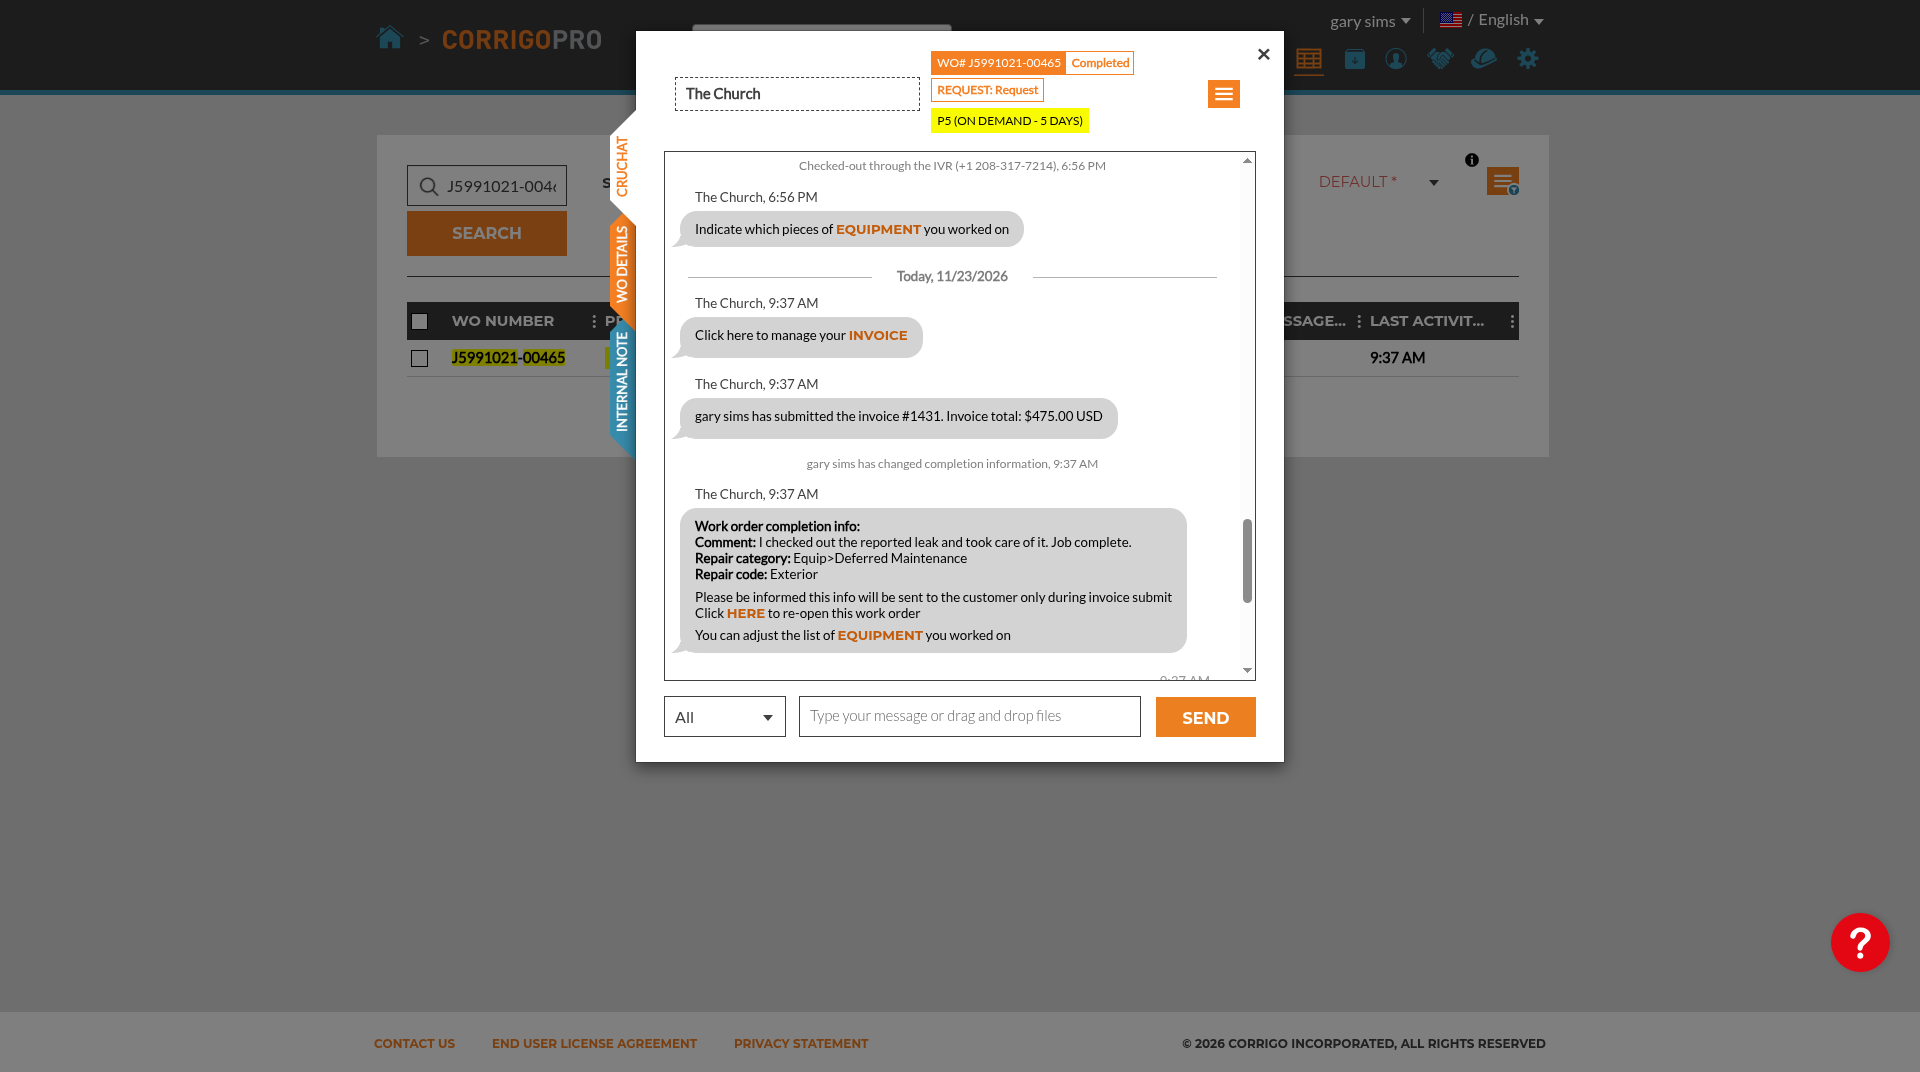 > CORRIGOPRO
gary sims
/ English
The Church
WO# J5991021-00465 Completed
REQUEST: Request
P5 (ON DEMAND - 5 DAYS)
CRUCHAT
WO DETAILS
INTERNAL NOTE
SEARCH
DEFAULT *
WO NUMBER
LAST ACTIVIT...
J5991021-00465
9:37 AM
Checked-out through the IVR (+1 208-317-7214), 6:56 PM
The Church, 6:56 PM
Indicate which pieces of EQUIPMENT you worked on
Today, 11/23/2026
The Church, 9:37 AM
Click here to manage your INVOICE
The Church, 9:37 AM
gary sims has submitted the invoice #1431. Invoice total: $475.00 USD
gary sims has changed completion information, 9:37 AM
The Church, 9:37 AM
Work order completion info:
Comment: I checked out the reported leak and took care of it. Job complete.
Repair category: Equip>Deferred Maintenance
Repair code: Exterior
Please be informed this info will be sent to the customer only during invoice submit
Click HERE to re-open this work order
You can adjust the list of EQUIPMENT you worked on
All
Type your message or drag and drop files
SEND
?
CONTACT US
END USER LICENSE AGREEMENT
PRIVACY STATEMENT
© 2026 CORRIGO INCORPORATED, ALL RIGHTS RESERVED